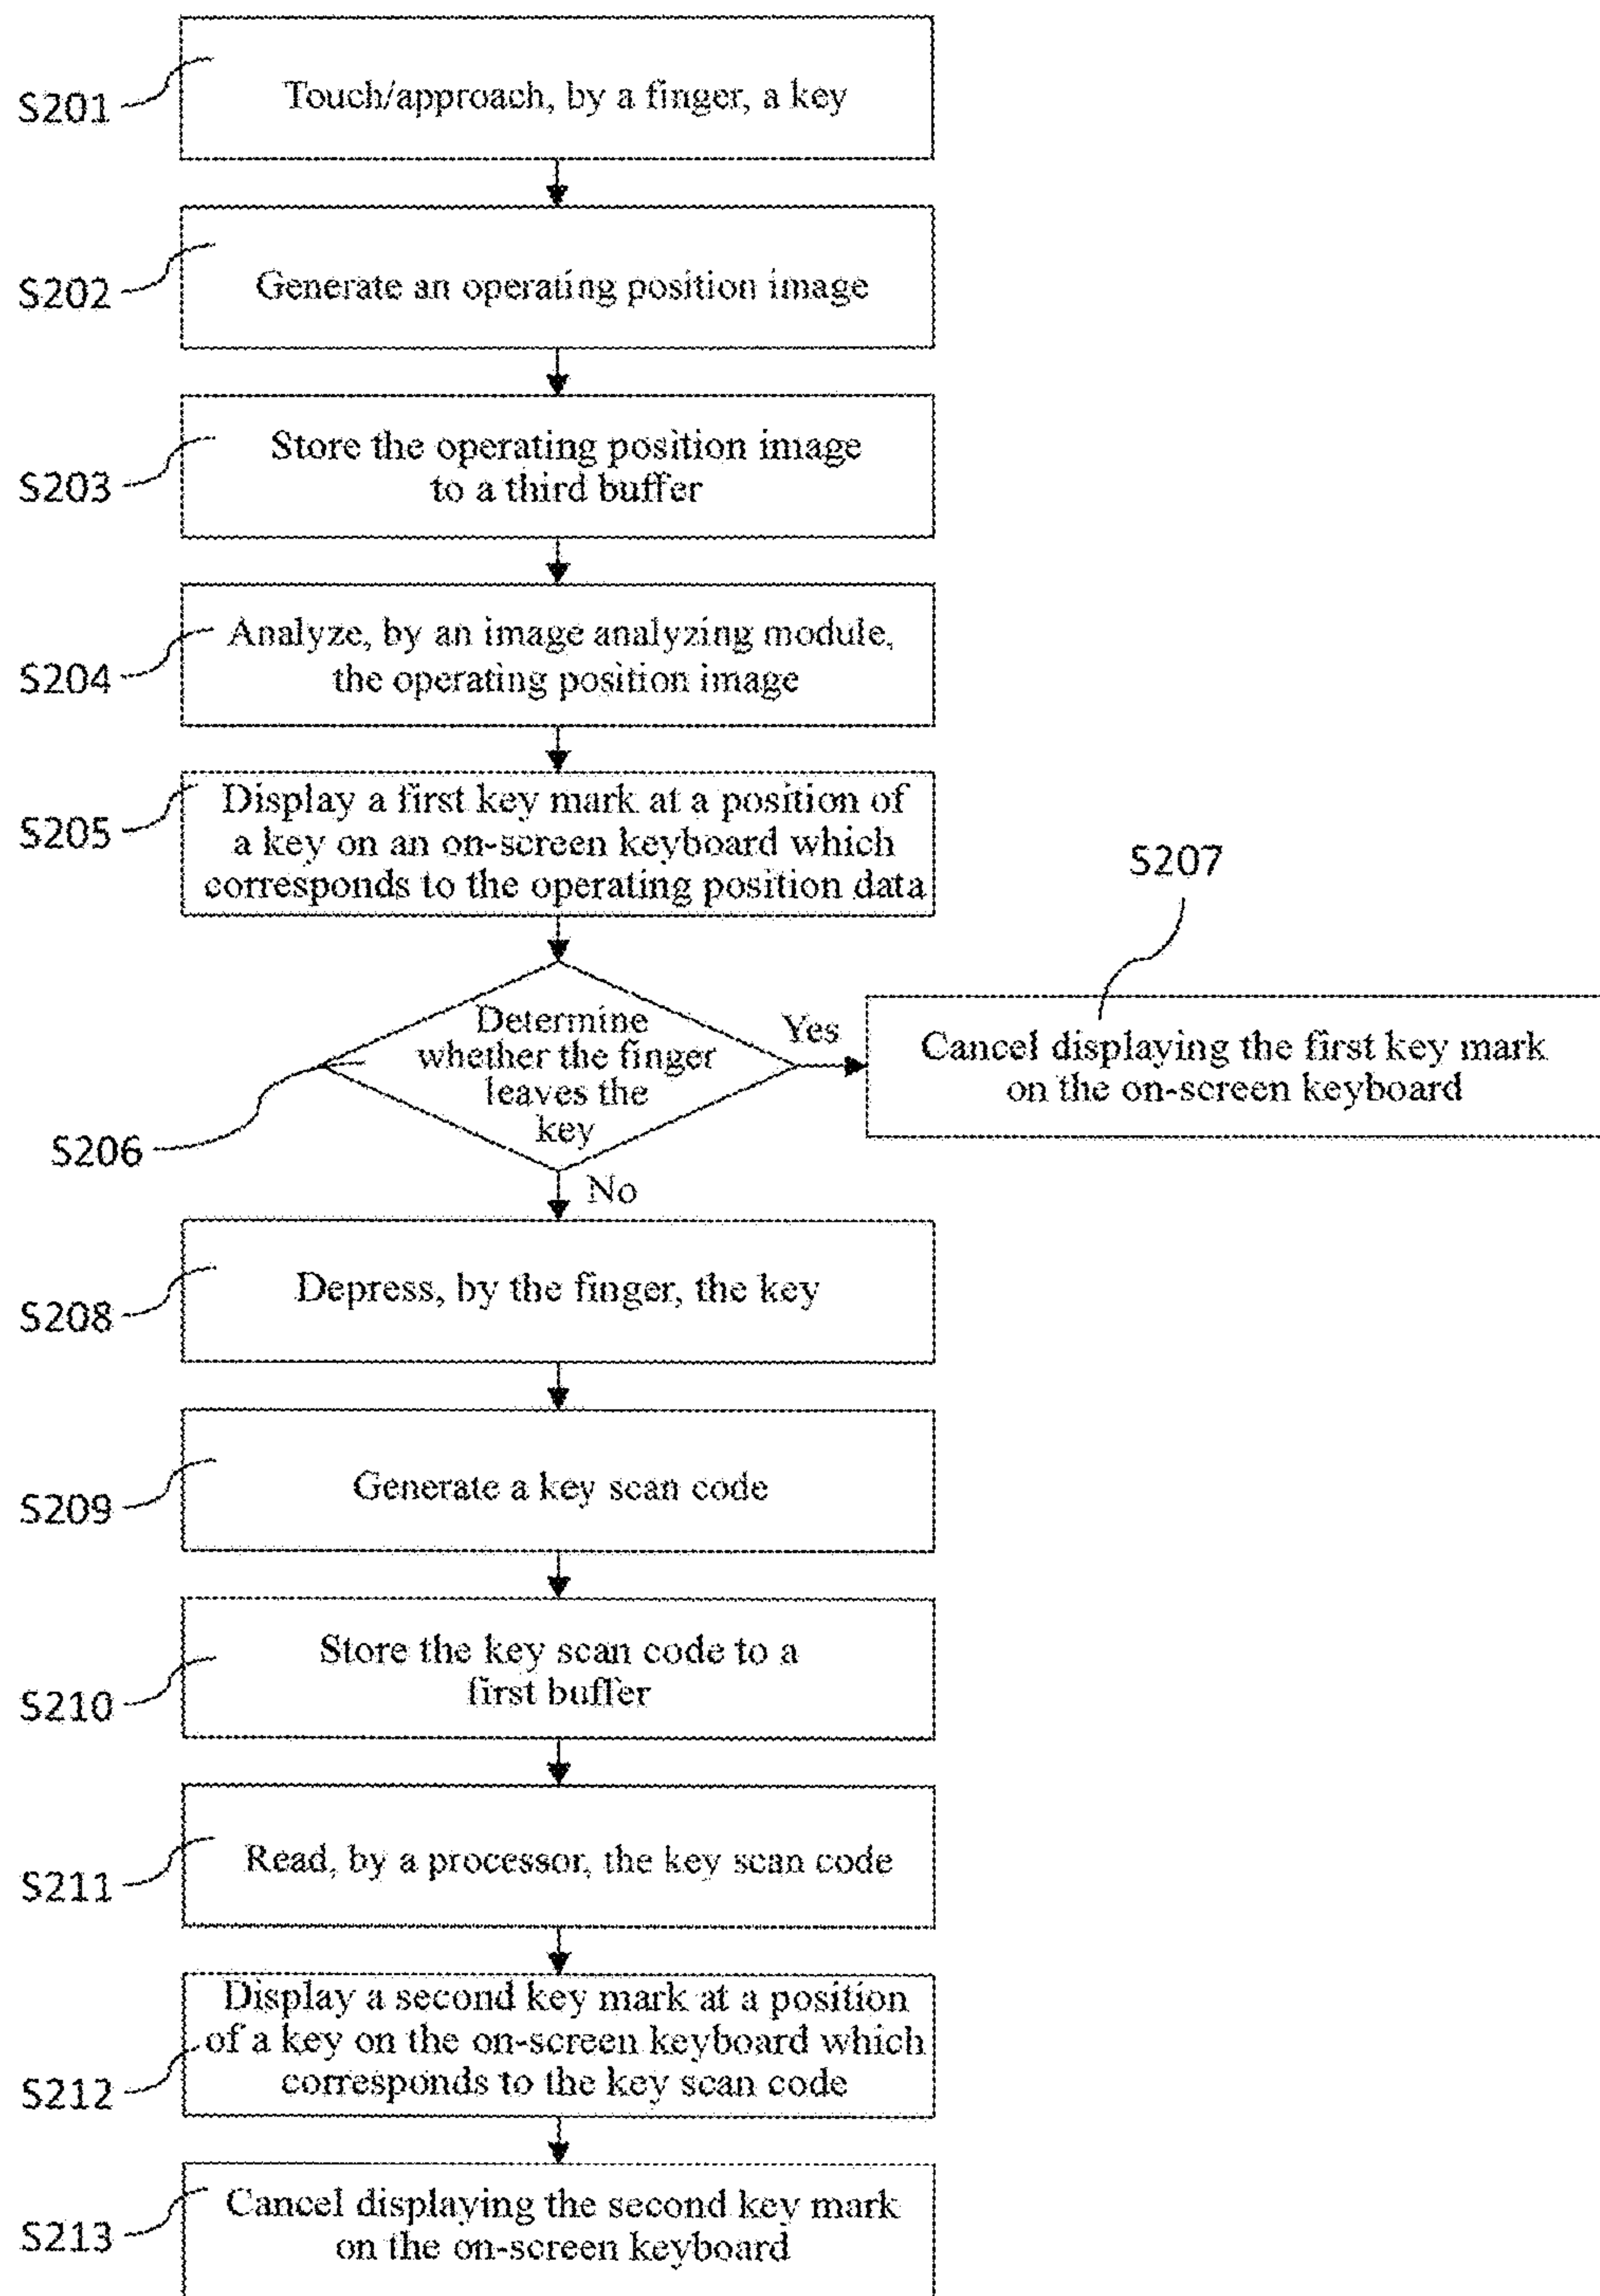 S201
Touch/approach, by a finger, a key
S202
Generate an operating position image
S203
Store the operating position image
to a third buffer
S204
Analyze, by an image analyzing module,
the operating position image
S205
Display a first key mark at a position of
a key on an on-screen keyboard which
corresponds to the operating position data
S206
Determine
whether the finger
leaves the
key
Yes
S207
Cancel displaying the first key mark
on the on-screen keyboard
No
S208
Depress, by the finger, the key
S209
Generate a key scan code
S210
Store the key scan code to a
first buffer
S211
Read, by a processor, the key scan code
S212
Display a second key mark at a position
of a key on the on-screen keyboard which
corresponds to the key scan code
S213
Cancel displaying the second key mark
on the on-screen keyboard